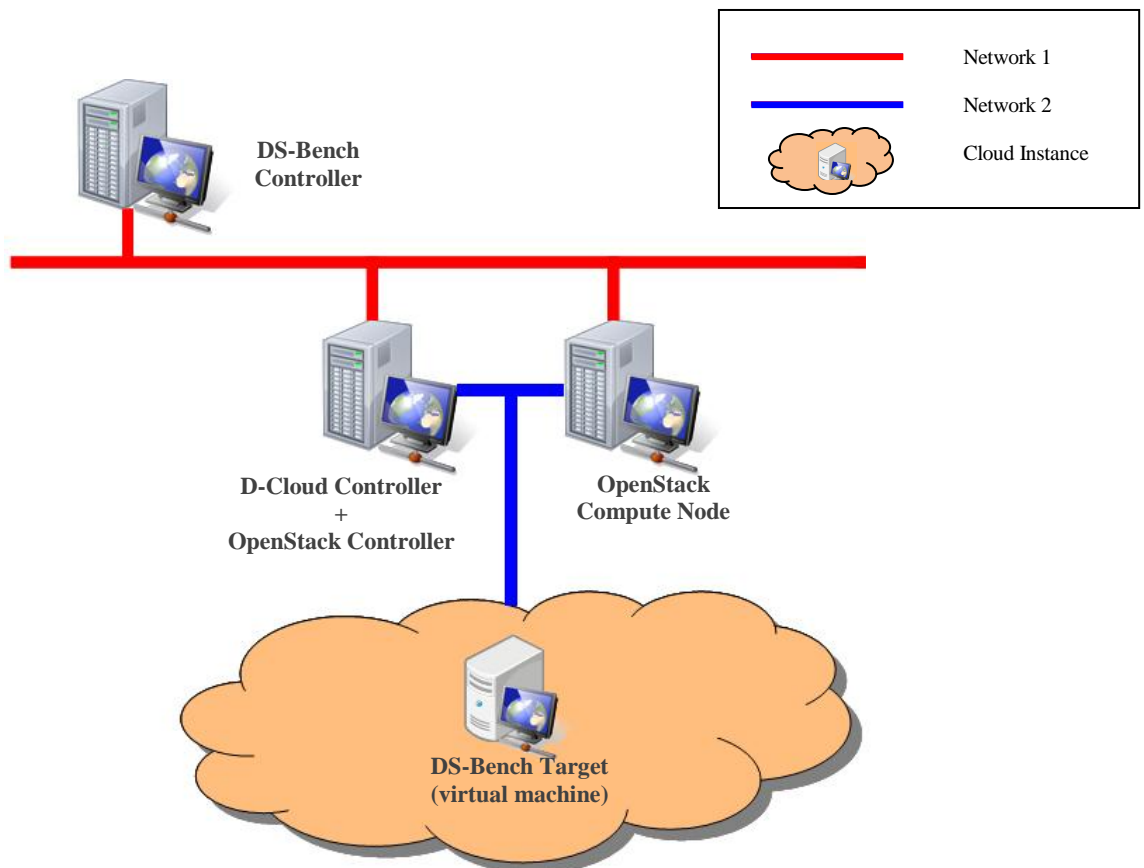 Network 1
Network 2
Cloud Instance
DS-Bench
Controller
D-Cloud Controller
+
OpenStack Controller
OpenStack
Compute Node
DS-Bench Target
(virtual machine)